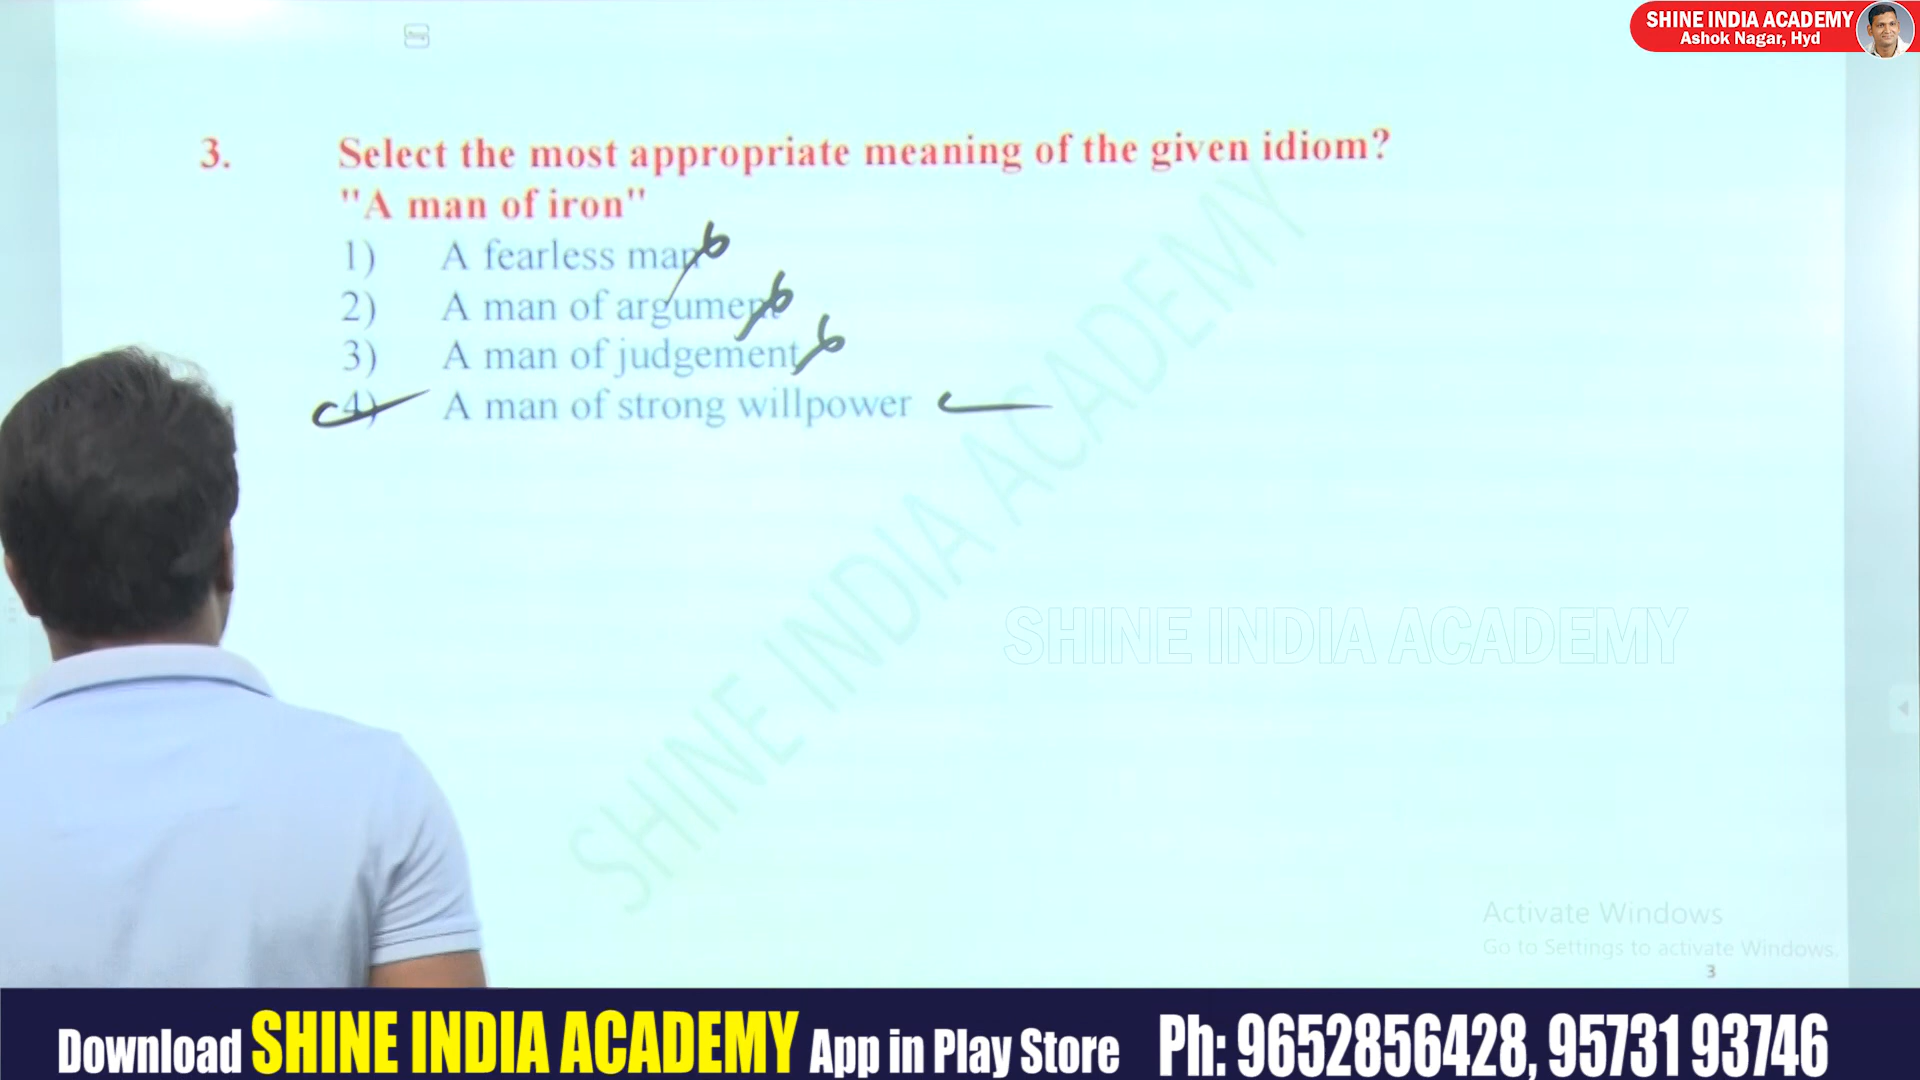 SHINE INDIA ACADEMY
Ashok Nagar, Hyd
3. Select the most appropriate meaning of the given idiom?
"A man of iron"
1) A fearless man
2) A man of argument
3) A man of judgement
4) A man of strong willpower
SHINE INDIA ACADEMY
SHINE INDIA ACADEMY
Activate Windows
Go to Settings to activate Windows.
3
Download SHINE INDIA ACADEMY App in Play Store Ph: 9652856428, 95731 93746